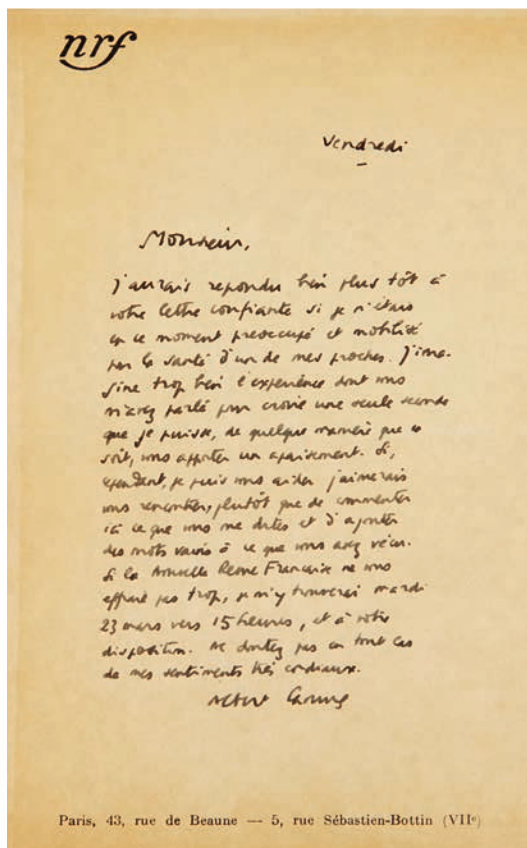 nrf
Vendredi
Monsieur,
J'aurais repondu bien plus tôt à
votre lettre confiante si je n'étais
en ce moment preoccupé et mobilisé
par la santé d'un de mes proches. J'ima-
gine trop bien l'expérience dont vous
m'avez parlé pour croire une seule seconde
que je puisse, de quelque manière que ce
soit, vous apporter un apaisement. Si,
cependant, je puis vous aider j'aimerais
vous rencontrer, plutôt que de commenter
ici ce que vous me dites et d'ajouter
des mots vains à ce que vous avez vécu.
Si la Nouvelle Revue Française ne vous
effraie pas trop, je m'y trouverai mardi
23 mars vers 15 heures, et à votre
disposition. Ne doutez pas en tout cas
de mes sentiments très cordiaux.
Albert Camus
Paris, 43, rue de Beaune — 5, rue Sébastien-Bottin (VIIe)